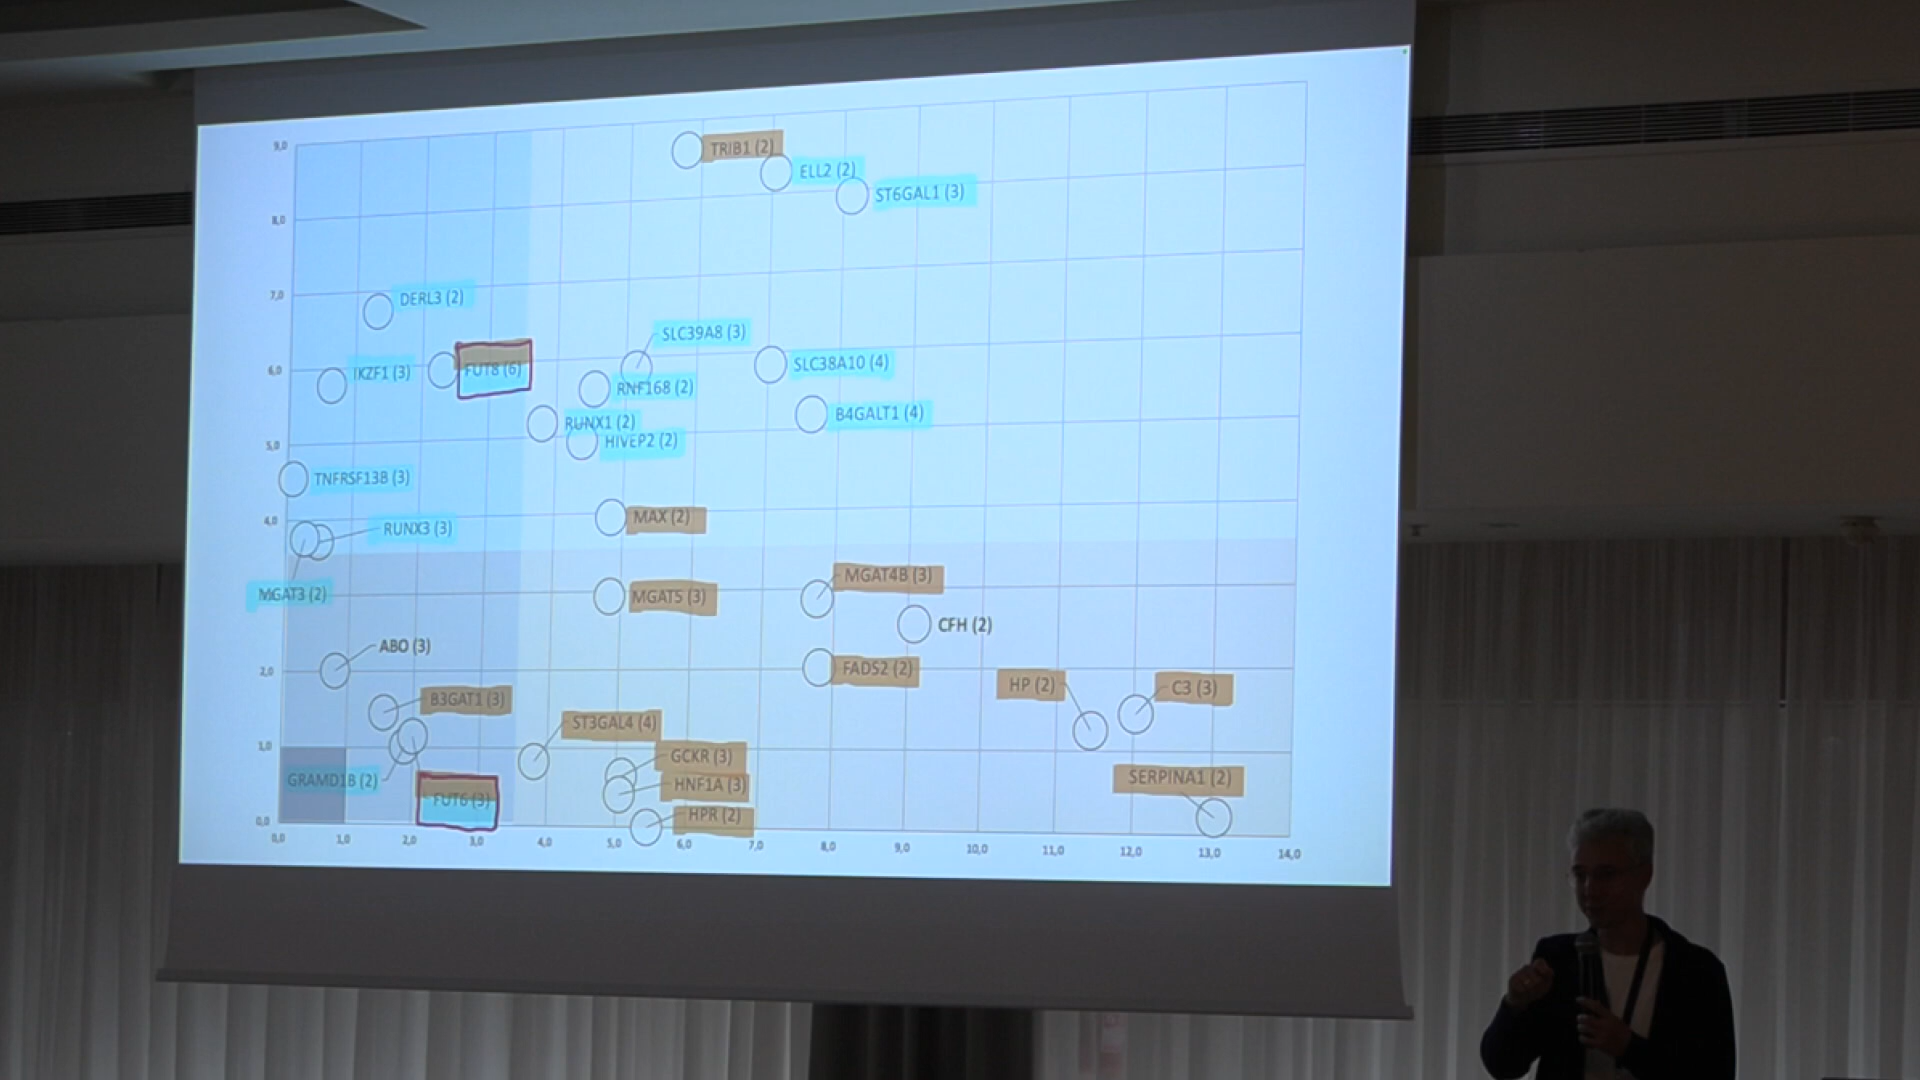 9,0
TRIB1 (2)
ELL2 (2)
ST6GAL1 (3)
8,0
7,0
DERL3 (2)
SLC39A8 (3)
6,0
IKZF1 (3)
FUT8 (6)
SLC38A10 (4)
RNF168 (2)
B4GALT1 (4)
RUNX1 (2)
HIVEP2 (2)
5,0
TNFRSF13B (3)
4,0
MAX (2)
RUNX3 (3)
MGAT4B (3)
MGAT3 (2)
MGAT5 (3)
CFH (2)
ABO (3)
2,0
FADS2 (2)
HP (2)
C3 (3)
B3GAT1 (3)
ST3GAL4 (4)
1,0
GCKR (3)
GRAMD1B (2)
HNF1A (3)
SERPINA1 (2)
FUT6 (3)
HPR (2)
0,0
0,0 1,0 2,0 3,0 4,0 5,0 6,0 7,0 8,0 9,0 10,0 11,0 12,0 13,0 14,0